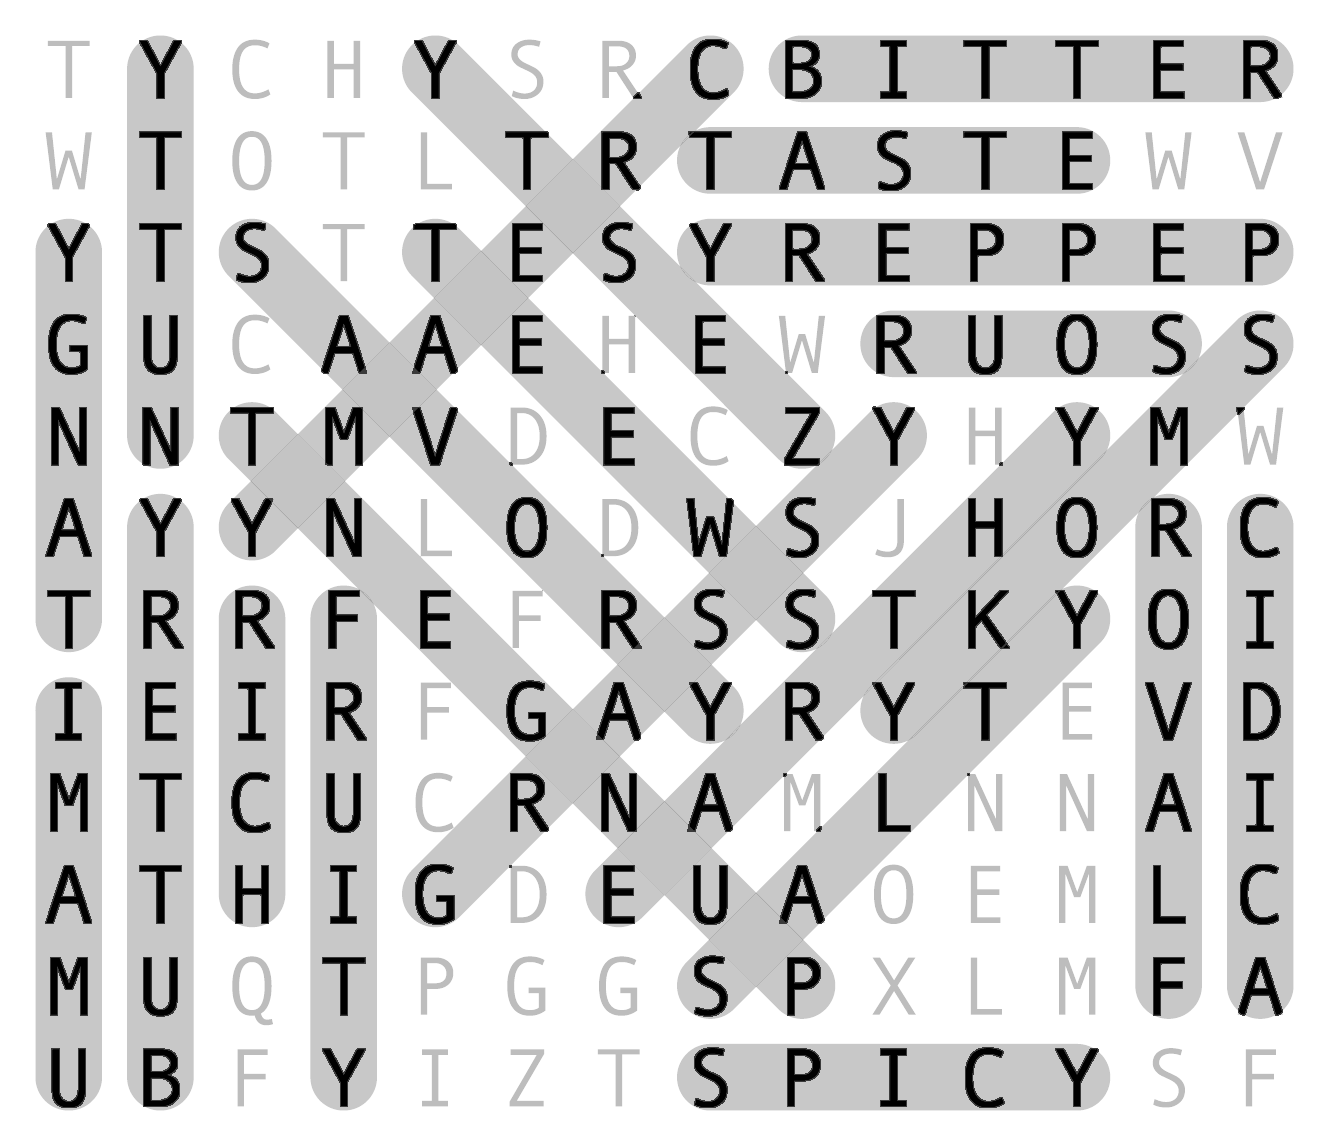 T Y C H Y S R C B I T T E R
W T O T L T R T A S T E W V
Y T S T T E S Y R E P P E P
G U C A A E H E W R U O S S
N N T M V D E C Z Y H Y M W
A Y Y N L O D W S J H O R C
T R R F E F R S S T K Y O I
I E I R F G A Y R Y T E V D
M T C U C R N A M L N N A I
A T H I G D E U A O E M L C
M U Q T P G G S P X L M F A
U B F Y I Z T S P I C Y S F